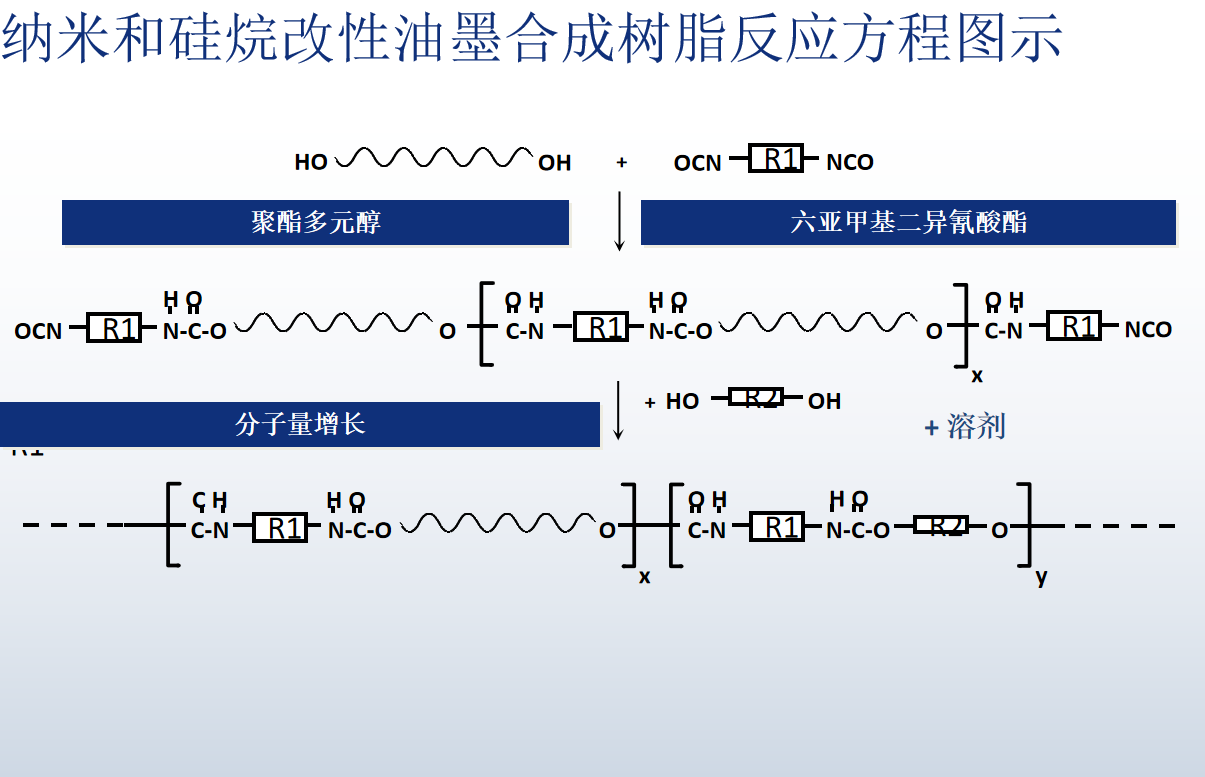 纳米和硅烷改性油墨合成树脂反应方程图示
HO OH + OCN R1 NCO
聚酯多元醇 六亚甲基二异氰酸酯
H O O H H O O H
OCN R1 N-C-O O C-N R1 N-C-O O C-N R1 NCO
x
+ HO R2 OH
分子量增长 + 溶剂
R1
C H H O O H H O
C-N R1 N-C-O O C-N R1 N-C-O R2 O
x y